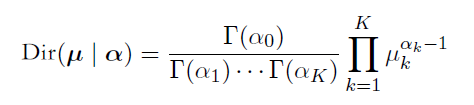 Dir(μ | α) = Γ(α₀) / Γ(α₁) ⋯ Γ(α_K) ∏_{k=1}^{K} μ_k^{α_k−1}